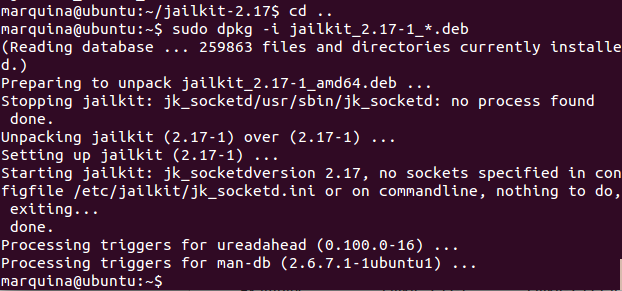 marquina@ubuntu:~/jailkit-2.17$ cd ..
marquina@ubuntu:~$ sudo dpkg -i jailkit_2.17-1_*.deb
(Reading database ... 259863 files and directories currently installe
d.)
Preparing to unpack jailkit_2.17-1_amd64.deb ...
Stopping jailkit: jk_socketd/usr/sbin/jk_socketd: no process found
 done.
Unpacking jailkit (2.17-1) over (2.17-1) ...
Setting up jailkit (2.17-1) ...
Starting jailkit: jk_socketdversion 2.17, no sockets specified in con
figfile /etc/jailkit/jk_socketd.ini or on commandline, nothing to do,
 exiting...
 done.
Processing triggers for ureadahead (0.100.0-16) ...
Processing triggers for man-db (2.6.7.1-1ubuntu1) ...
marquina@ubuntu:~$